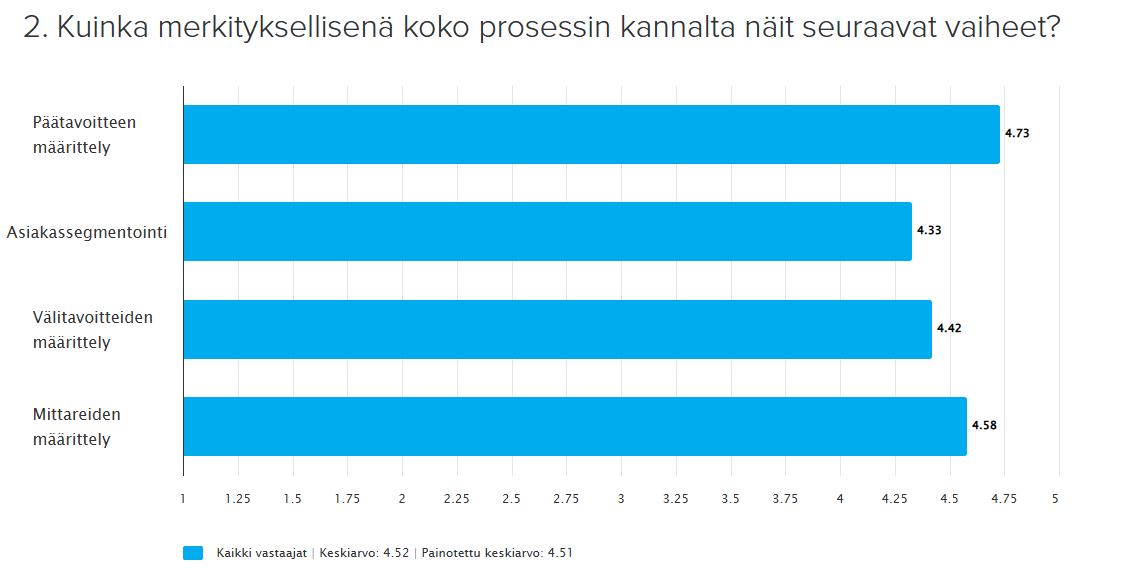 2. Kuinka merkityksellisenä koko prosessin kannalta näit seuraavat vaiheet?
Päätavoitteen
määrittely
4.73
Asiakassegmentointi
4.33
Välitavoitteiden
määrittely
4.42
Mittareiden
määrittely
4.58
1 1.25 1.5 1.75 2 2.25 2.5 2.75 3 3.25 3.5 3.75 4 4.25 4.5 4.75 5
Kaikki vastaajat | Keskiarvo: 4.52 | Painotettu keskiarvo: 4.51